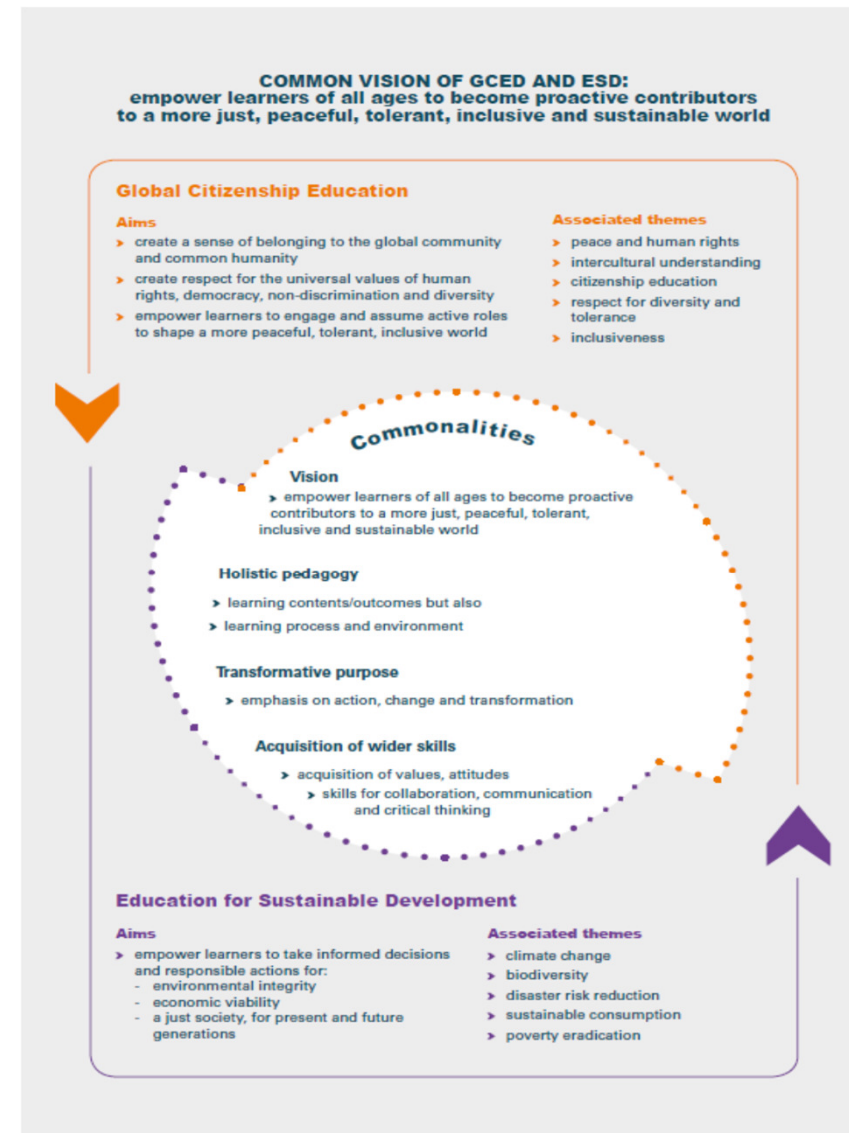 COMMON VISION OF GCED AND ESD:
empower learners of all ages to become proactive contributors
to a more just, peaceful, tolerant, inclusive and sustainable world
Global Citizenship Education
Aims
create a sense of belonging to the global community
and common humanity
create respect for the universal values of human
rights, democracy, non-discrimination and diversity
empower learners to engage and assume active roles
to shape a more peaceful, tolerant, inclusive world
Associated themes
peace and human rights
intercultural understanding
citizenship education
respect for diversity and
tolerance
inclusiveness
Commonalities
Vision
empower learners of all ages to become proactive
contributors to a more just, peaceful, tolerant,
inclusive and sustainable world
Holistic pedagogy
learning contents/outcomes but also
learning process and environment
Transformative purpose
emphasis on action, change and transformation
Acquisition of wider skills
acquisition of values, attitudes
skills for collaboration, communication
and critical thinking
Education for Sustainable Development
Aims
empower learners to take informed decisions
and responsible actions for:
- environmental integrity
- economic viability
- a just society, for present and future
generations
Associated themes
climate change
biodiversity
disaster risk reduction
sustainable consumption
poverty eradication